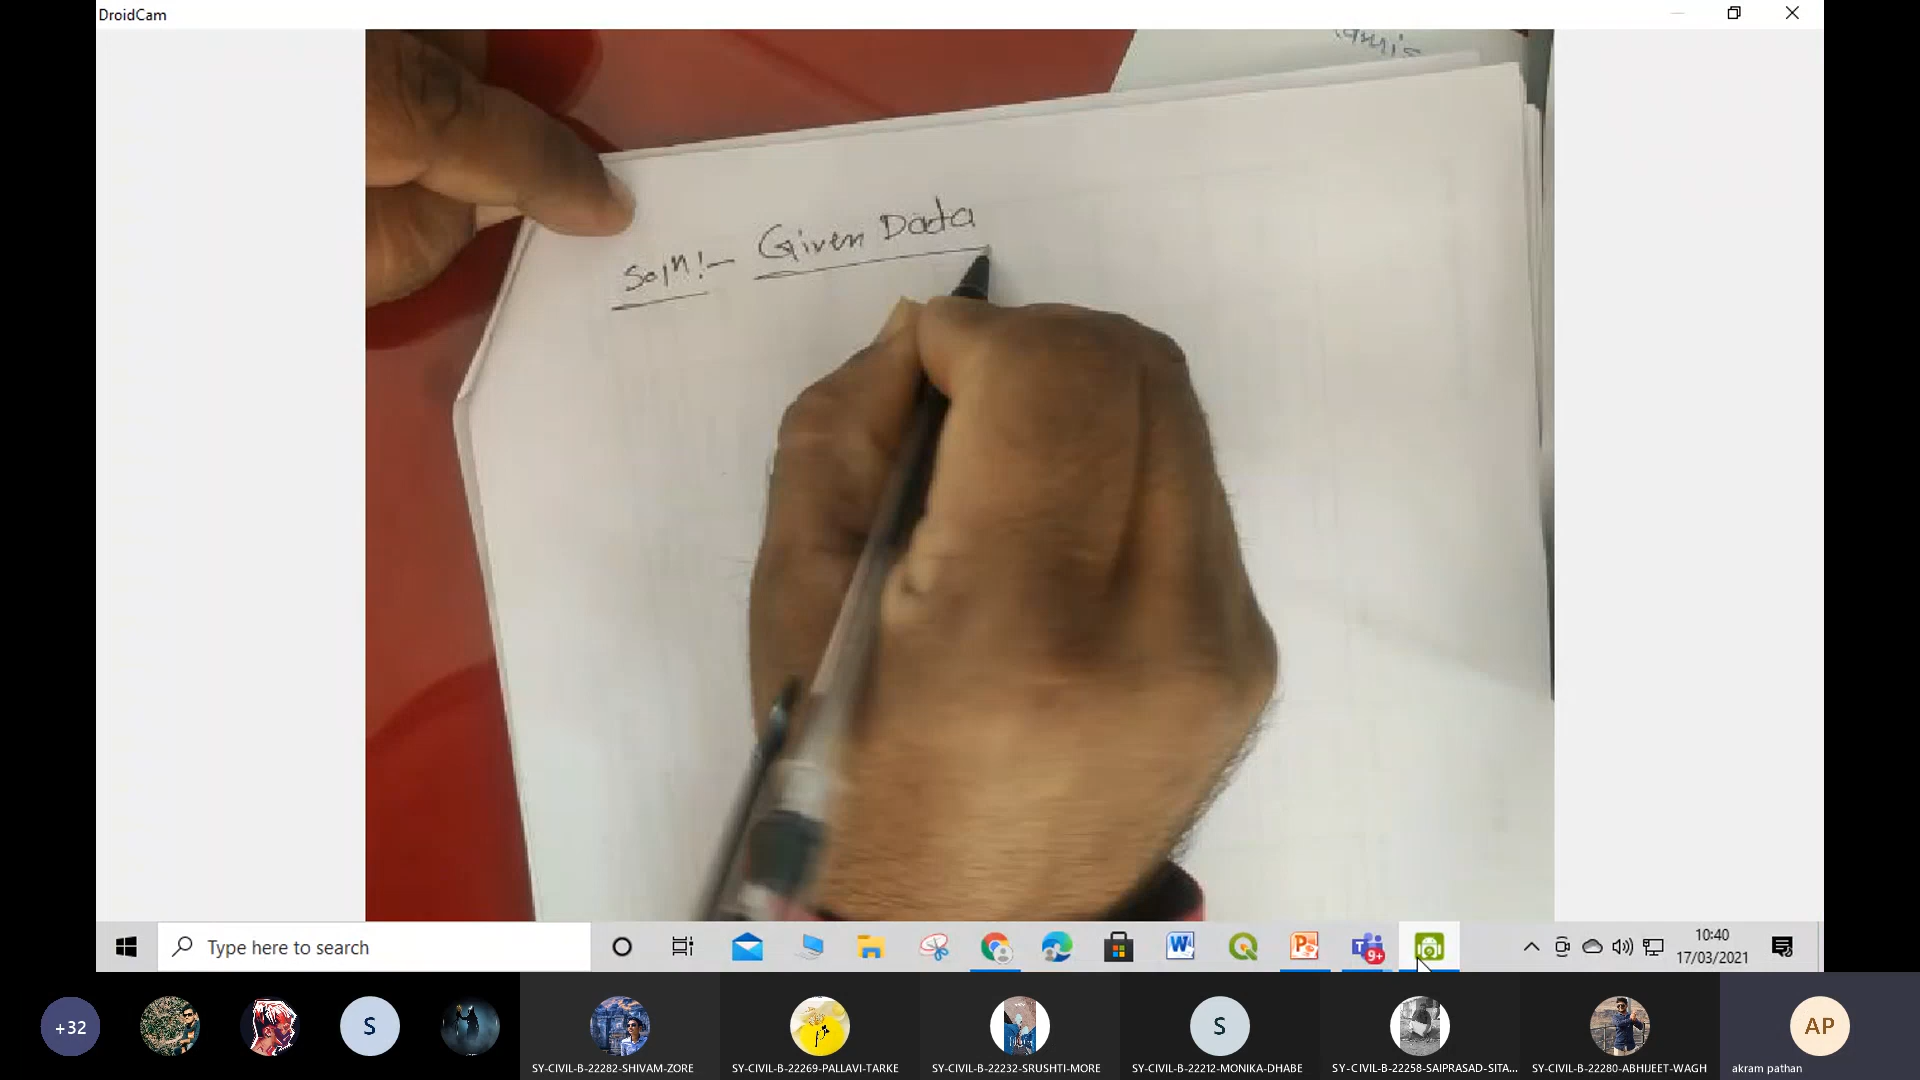 DroidCam
Soln:- Given Data
Type here to search
9+
10:40
17/03/2021
+32
S
S
AP
SY-CIVIL-B-22282-SHIVAM-ZORE
SY-CIVIL-B-22269-PALLAVI-TARKE
SY-CIVIL-B-22232-SRUSHTI-MORE
SY-CIVIL-B-22212-MONIKA-DHABE
SY-CIVIL-B-22258-SAIPRASAD-SITA...
SY-CIVIL-B-22280-ABHIJEET-WAGH
akram pathan